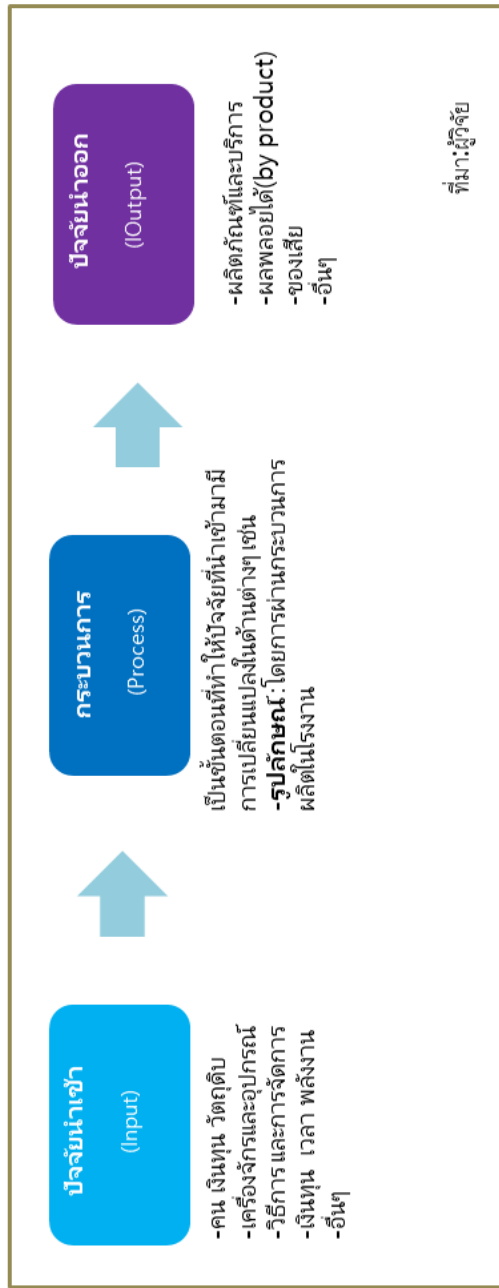 ปัจจัยนำเข้า
(Input)
-คน เงินทุน วัตถุดิบ
-เครื่องจักรและอุปกรณ์
-วิธีการ และการจัดการ
-เงินทุน เวลา พลังงาน
-อื่นๆ
กระบวนการ
(Process)
เป็นขั้นตอนที่ทำให้ปัจจัยที่นำเข้ามามี
การเปลี่ยนแปลงในด้านต่างๆ เช่น
-รูปลักษณ์ :โดยการผ่านกระบวนการ
ผลิตในโรงงาน
ปัจจัยนำออก
(IOutput)
-ผลิตภัณฑ์และบริการ
-ผลพลอยได้(by product)
-ของเสีย
-อื่นๆ
ที่มา:ผู้วิจัย